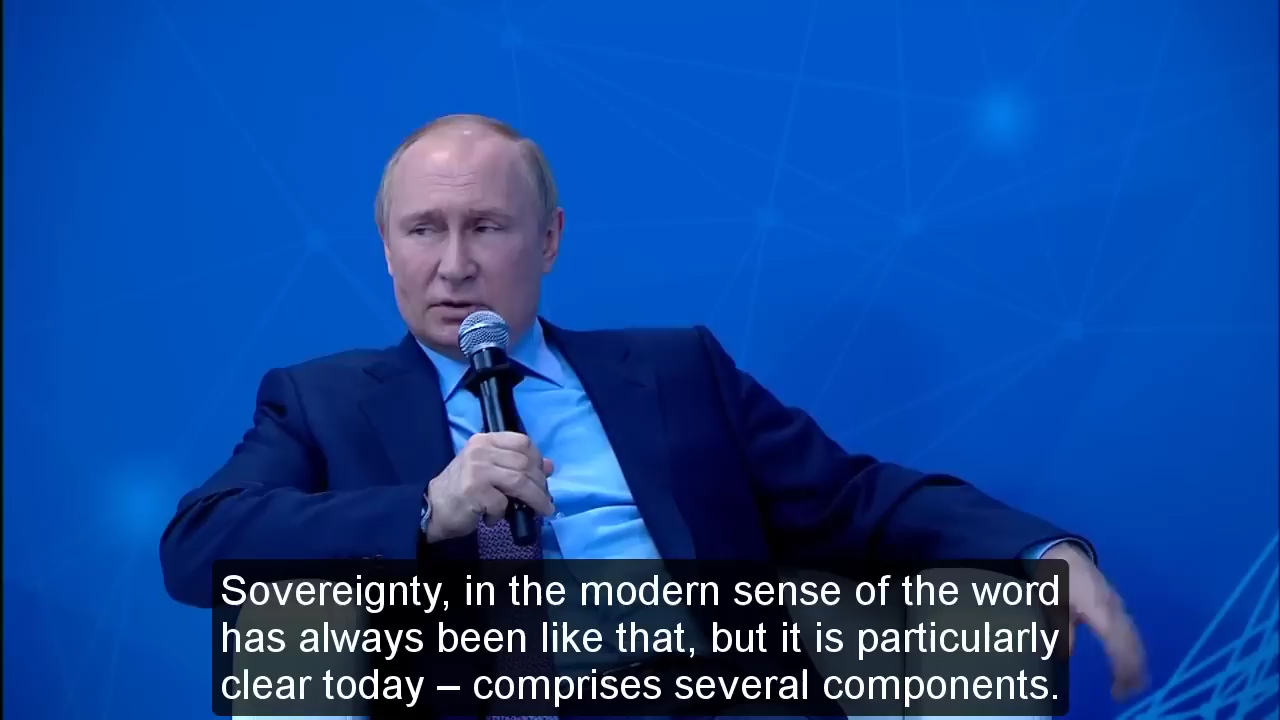 Sovereignty, in the modern sense of the word
has always been like that, but it is particularly
clear today – comprises several components.